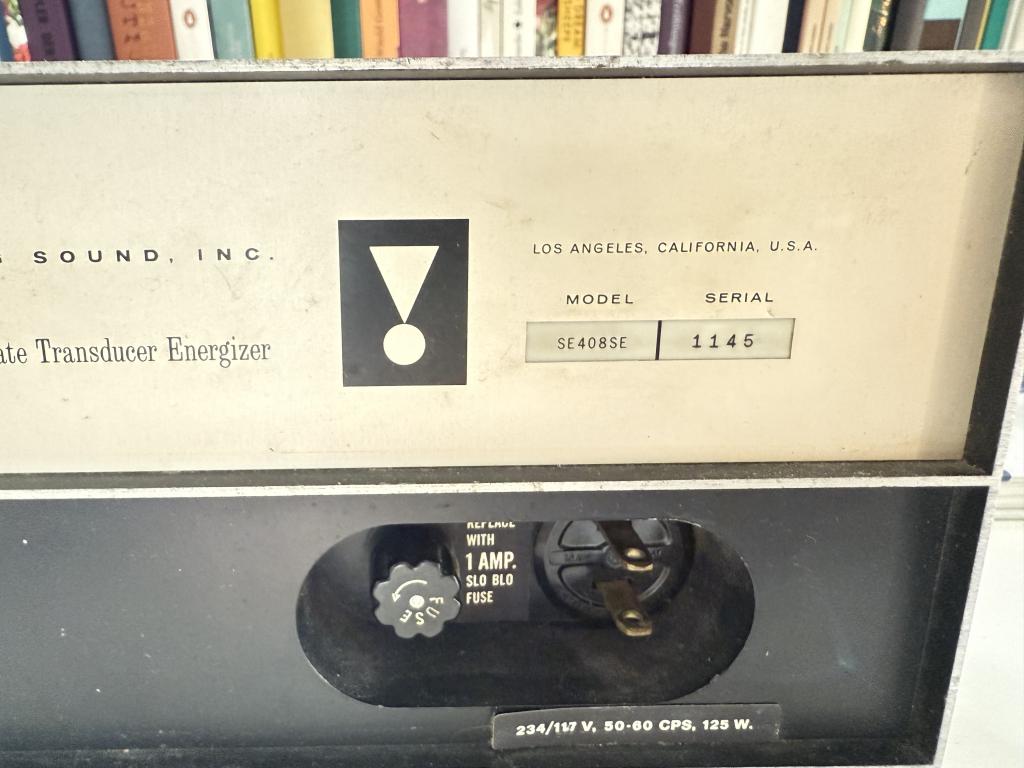 SOUND, INC.
Transducer Energizer
LOS ANGELES, CALIFORNIA, U.S.A.
MODEL SERIAL
SE408SE 1145
REPLACE
WITH
1 AMP.
SLO BLO
FUSE
FUSE
234/117 V, 50-60 CPS, 125 W.